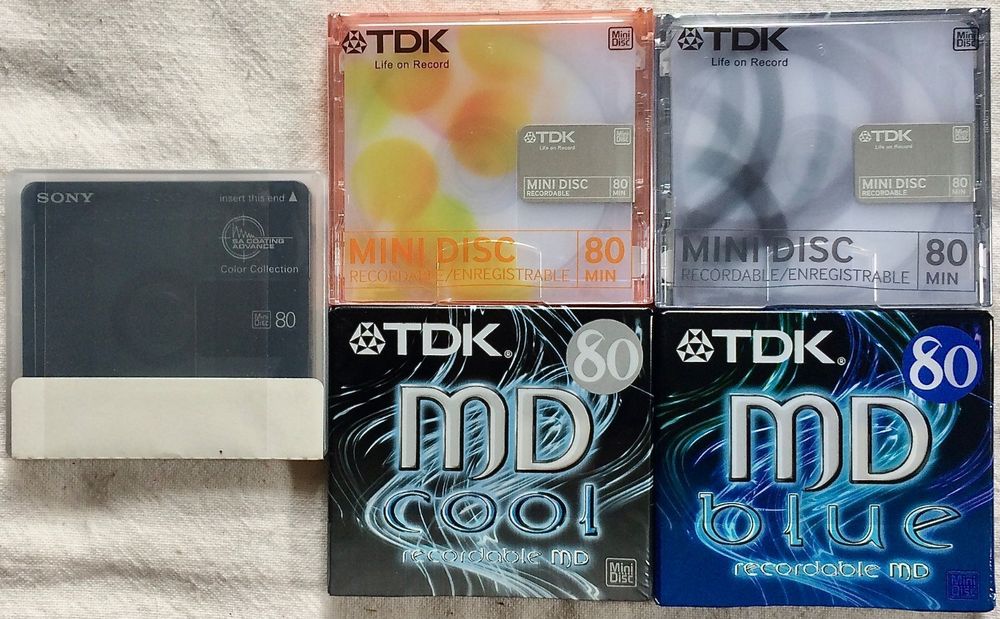 SONY
insert this end ▲
SA COATING
ADVANCE
Color Collection
Mini
Disc
80
TDK
Life on Record
Mini
Disc
TDK
Life on Record
Mini
Disc
MINI DISC
RECORDABLE
80
MIN
MINI DISC
RECORDABLE/ENREGISTRABLE
80
MIN
TDK
Life on Record
Mini
Disc
TDK
Life on Record
Mini
Disc
MINI DISC
RECORDABLE
80
MIN
MINI DISC
RECORDABLE/ENREGISTRABLE
80
MIN
TDK®
80
MD
cool
recordable MD
Mini
Disc
TDK®
80
MD
blue
recordable MD
Mini
Disc